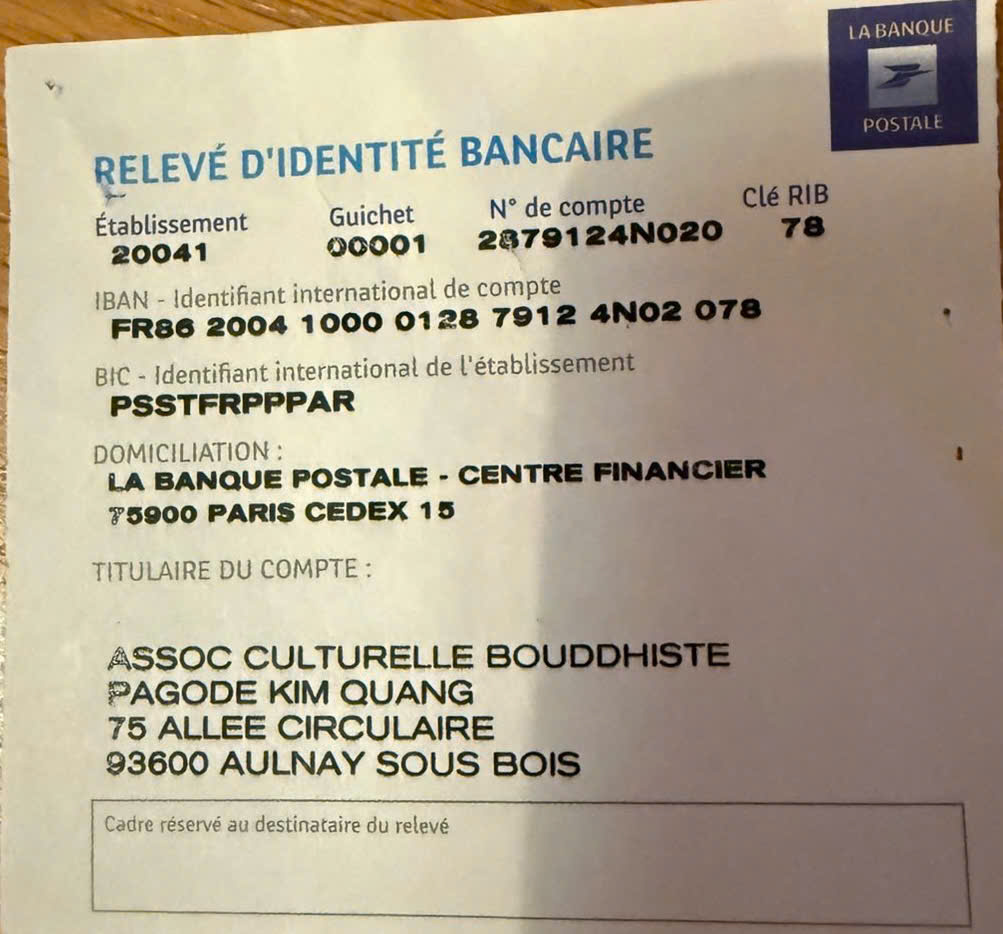 LA BANQUE
POSTALE
RELEVÉ D'IDENTITÉ BANCAIRE
Établissement Guichet N° de compte Clé RIB
20041 00001 2879124N020 78
IBAN - Identifiant international de compte
FR86 2004 1000 0128 7912 4N02 078
BIC - Identifiant international de l'établissement
PSSTFRPPPAR
DOMICILIATION :
LA BANQUE POSTALE - CENTRE FINANCIER
75900 PARIS CEDEX 15
TITULAIRE DU COMPTE :
ASSOC CULTURELLE BOUDDHISTE
PAGODE KIM QUANG
75 ALLEE CIRCULAIRE
93600 AULNAY SOUS BOIS
Cadre réservé au destinataire du relevé